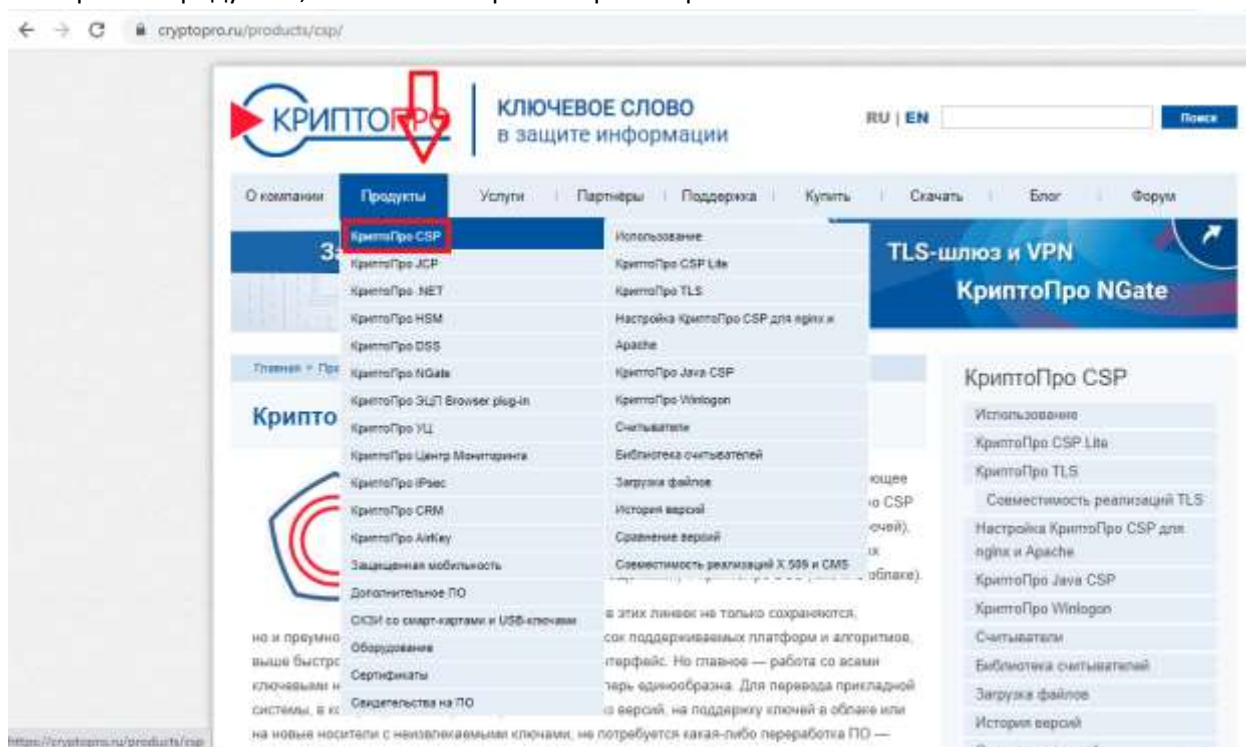 cryptopro.ru/products/csp/
КРИПТОПРО
КЛЮЧЕВОЕ СЛОВО
в защите информации
RU | EN
Поиск
О компании
Продукты
Услуги
Партнёры
Поддержка
Купить
Скачать
Блог
Форум
КриптоПро CSP
КриптоПро JCP
КриптоПро .NET
КриптоПро HSM
КриптоПро DSS
КриптоПро NGate
КриптоПро ЭЦП Browser plug-in
КриптоПро УЦ
КриптоПро Центр Мониторинга
КриптоПро IPsec
КриптоПро CRM
КриптоПро AirKey
Защищенная мобильность
Дополнительное ПО
СКЗИ со смарт-картами и USB-ключами
Оборудование
Сертификаты
Свидетельства на ПО
Использование
КриптоПро CSP Lite
КриптоПро TLS
Настройка КриптоПро CSP для nginx и
Apache
КриптоПро Java CSP
КриптоПро Winlogon
Считыватели
Библиотека считывателей
Загрузка файлов
История версий
Сравнение версий
Совместимость реализаций X.509 и CMS
TLS-шлюз и VPN
КриптоПро NGate
Главная »
Крипто
CSP
облаке).
в этих линеек не только сохраняются,
но и
поддерживаемых платформ и алгоритмов,
выше
Но главное — работа со всеми
ключевыми
единообразна. Для перевода прикладной
системы, в
версий, на поддержку ключей в облаке или
на новые носители с неизвлекаемыми ключами, не потребуется какая-либо переработка ПО —
КриптоПро CSP
Использование
КриптоПро CSP Lite
КриптоПро TLS
Совместимость реализаций TLS
Настройка КриптоПро CSP для
nginx и Apache
КриптоПро Java CSP
КриптоПро Winlogon
Считыватели
Библиотека считывателей
Загрузка файлов
История версий
https://cryptopro.ru/products/csp